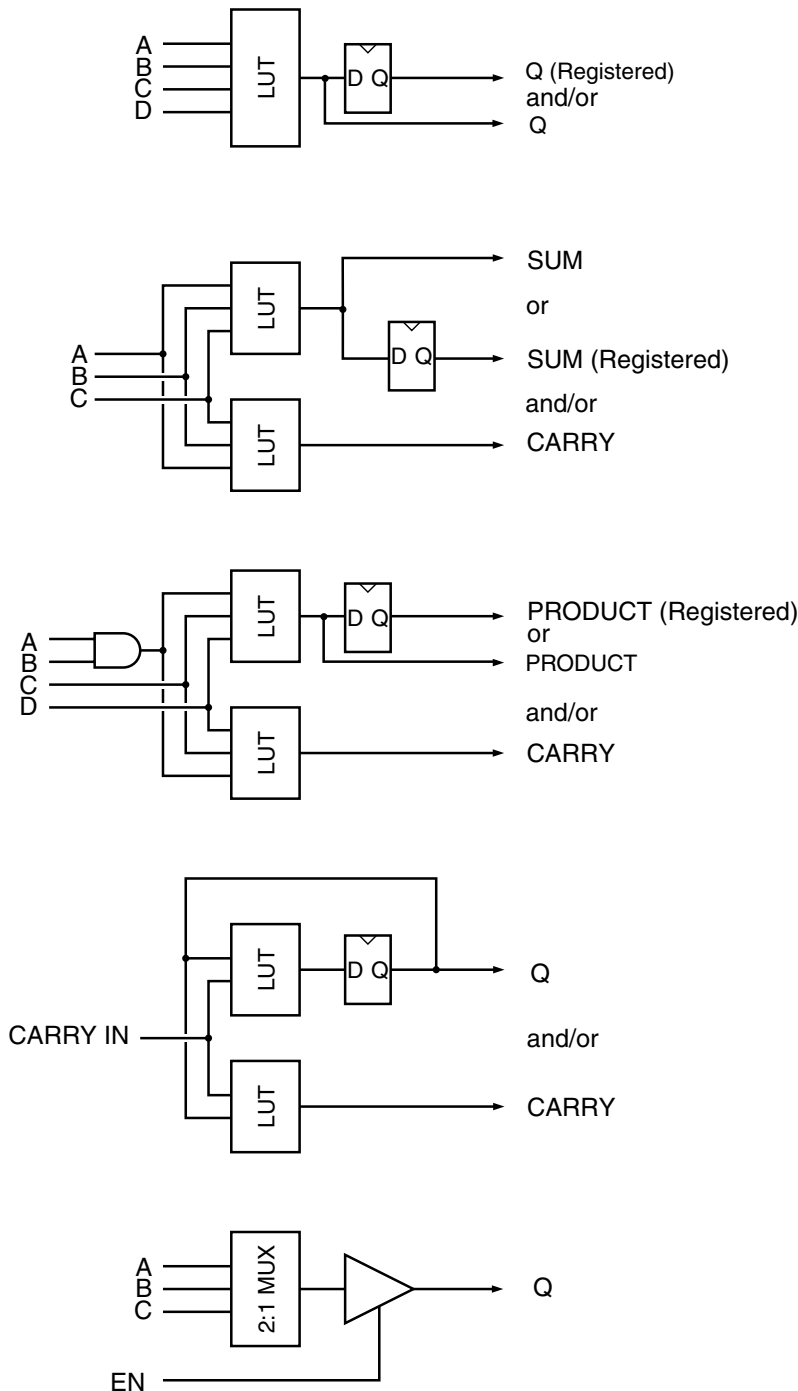 A
B
C
D
LUT
D Q
Q (Registered)
and/or
Q
A
B
C
LUT
LUT
D Q
SUM
or
SUM (Registered)
and/or
CARRY
A
B
C
D
LUT
LUT
D Q
PRODUCT (Registered)
or
PRODUCT
and/or
CARRY
CARRY IN
LUT
LUT
D Q
Q
and/or
CARRY
A
B
C
2:1 MUX
EN
Q